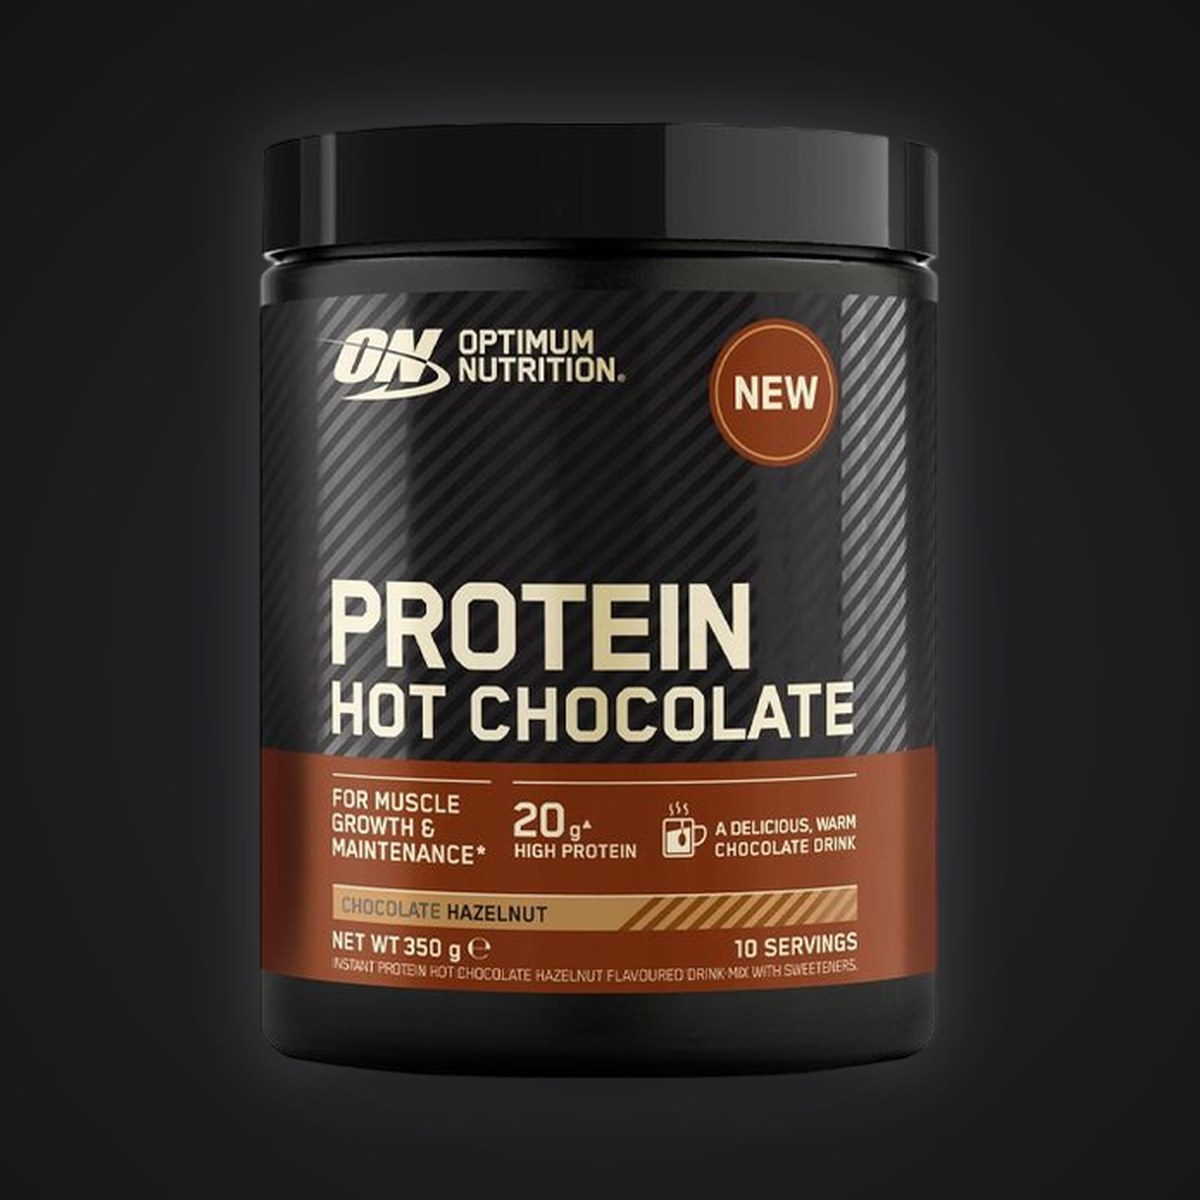 ON OPTIMUM
NUTRITION®
NEW
PROTEIN
HOT CHOCOLATE
FOR MUSCLE
GROWTH &
MAINTENANCE*
20g▲
HIGH PROTEIN
A DELICIOUS, WARM
CHOCOLATE DRINK
CHOCOLATE HAZELNUT
NET WT 350 g ℮
10 SERVINGS
INSTANT PROTEIN HOT CHOCOLATE HAZELNUT FLAVOURED DRINK MIX WITH SWEETENERS.